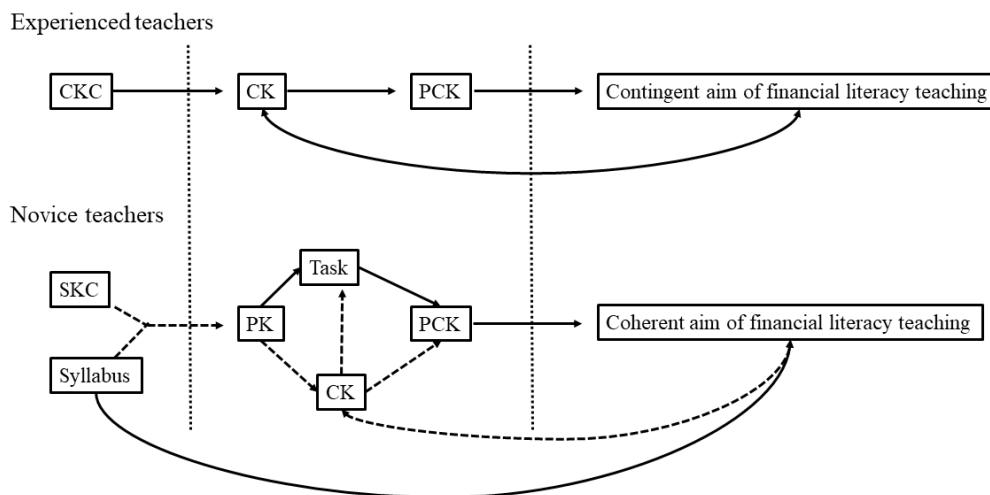 Experienced teachers
CKC
CK
PCK
Contingent aim of financial literacy teaching
Novice teachers
Task
SKC
PK
PCK
Coherent aim of financial literacy teaching
Syllabus
CK